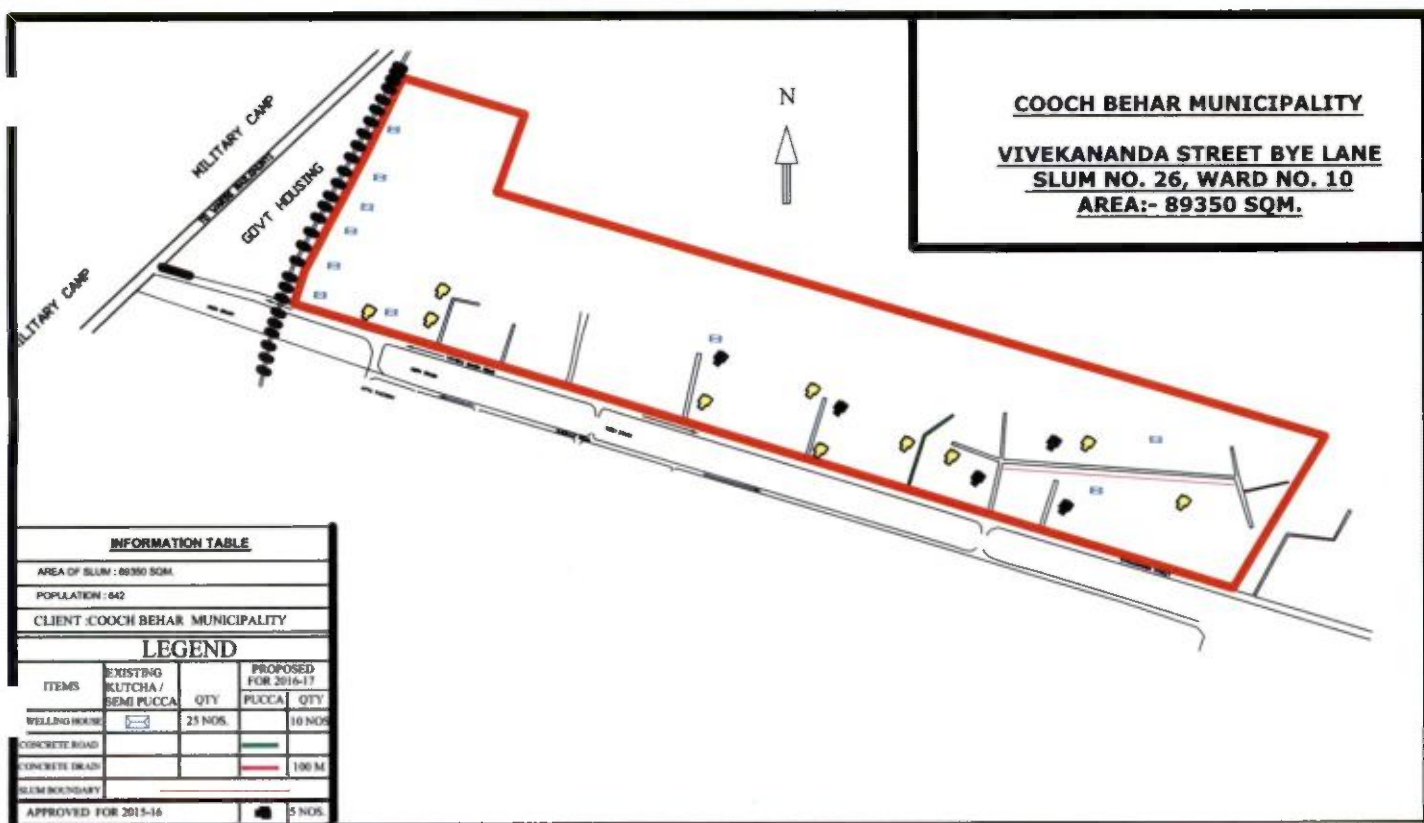 COOCH BEHAR MUNICIPALITY
VIVEKANANDA STREET BYE LANE
SLUM NO. 26, WARD NO. 10
AREA:- 89350 SQM.
N
MILITARY CAMP
GOVT HOUSING
ILITARY CAMP
INFORMATION TABLE
AREA OF SLUM : 89350 SQM.
POPULATION : 642
CLIENT :COOCH BEHAR MUNICIPALITY
LEGEND
ITEMS EXISTING KUTCHA / SEMI PUCCA QTY PROPOSED FOR 2016-17
PUCCA QTY
WELLING HOUSE 25 NOS. 10 NOS
CONCRETE ROAD
CONCRETE DRAIN 100 M
SLUM BOUNDARY
APPROVED FOR 2015-16 5 NOS.